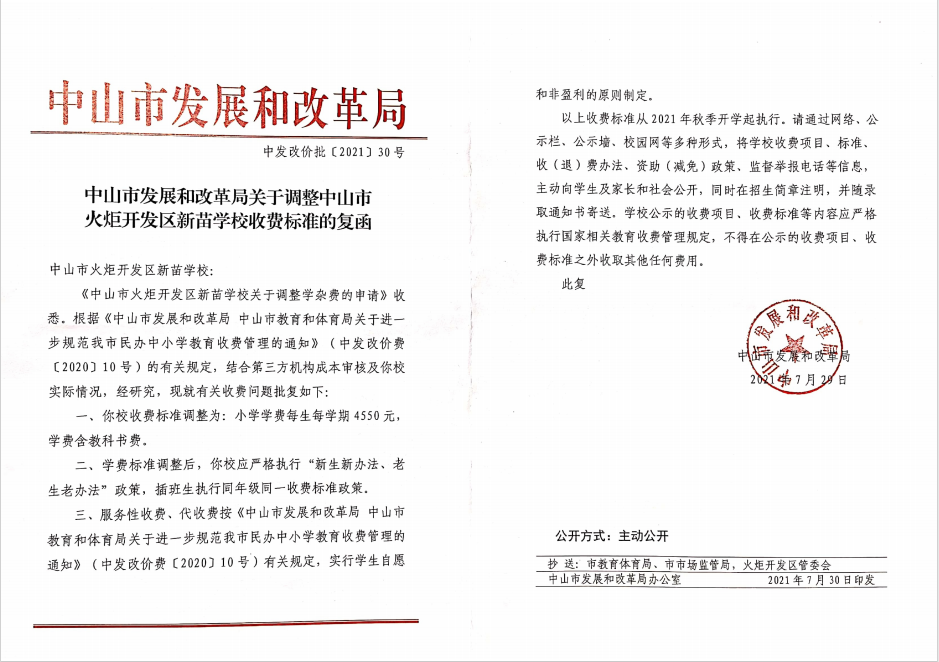 中山市发展和改革局
中发改价批〔2021〕30号
中山市发展和改革局关于调整中山市
火炬开发区新苗学校收费标准的复函
中山市火炬开发区新苗学校：
《中山市火炬开发区新苗学校关于调整学杂费的申请》收
悉。根据《中山市发展和改革局 中山市教育和体育局关于进一
步规范我市民办中小学教育收费管理的通知》（中发改价费
〔2020〕10号）的有关规定，结合第三方机构成本审核及你校
实际情况，经研究，现就有关收费问题批复如下：
一、你校收费标准调整为：小学学费每生每学期4550元，
学费含教科书费。
二、学费标准调整后，你校应严格执行“新生新办法、老
生老办法”政策，插班生执行同年级同一收费标准政策。
三、服务性收费、代收费按《中山市发展和改革局 中山市
教育和体育局关于进一步规范我市民办中小学教育收费管理的
通知》（中发改价费〔2020〕10号）有关规定，实行学生自愿
和非盈利的原则制定。
以上收费标准从2021年秋季开学起执行。请通过网络、公
示栏、公示墙、校园网等多种形式，将学校收费项目、标准、
收（退）费办法、资助（减免）政策、监督举报电话等信息，
主动向学生及家长和社会公开，同时在招生简章注明，并随录
取通知书寄送。学校公示的收费项目、收费标准等内容应严格
执行国家相关教育收费管理规定，不得在公示的收费项目、收
费标准之外收取其他任何费用。
此复
中山市发展和改革局
中山市发展和改革局
2021年7月29日
公开方式：主动公开
抄 送：市教育体育局、市市场监管局，火炬开发区管委会
中山市发展和改革局办公室 2021年7月30日印发